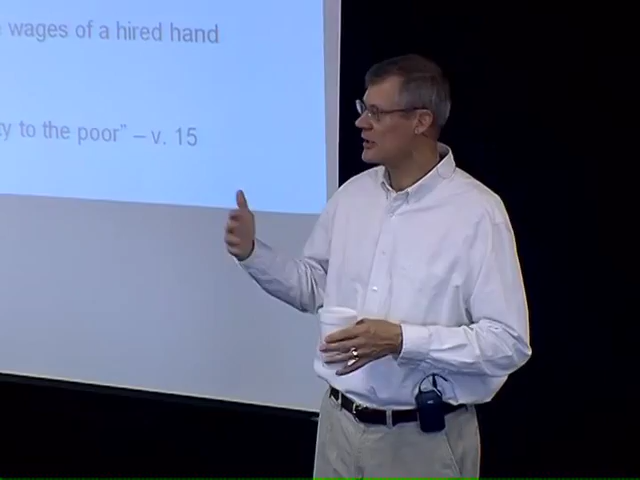 wages of a hired hand
ty to the poor” – v. 15